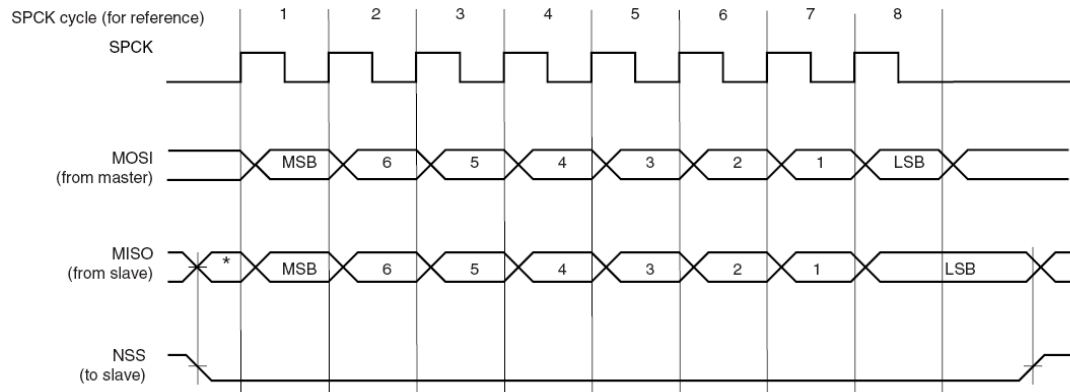 SPCK cycle (for reference) 1 2 3 4 5 6 7 8
SPCK
MOSI
(from master)
MSB 6 5 4 3 2 1 LSB
MISO
(from slave)
* MSB 6 5 4 3 2 1 LSB
NSS
(to slave)